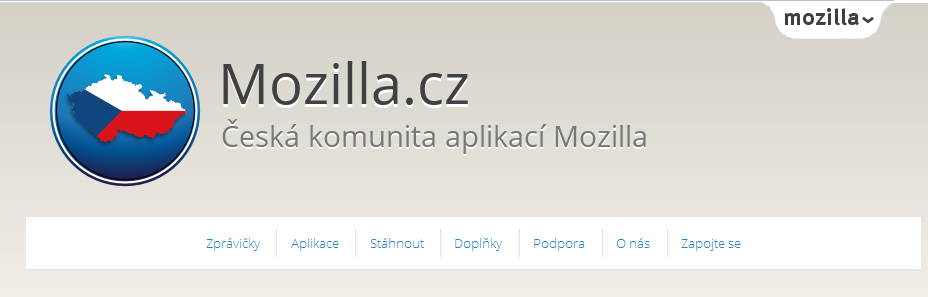 mozilla
Mozilla.cz
Česká komunita aplikací Mozilla
Zprávičky Aplikace Stáhnout Doplňky Podpora O nás Zapojte se